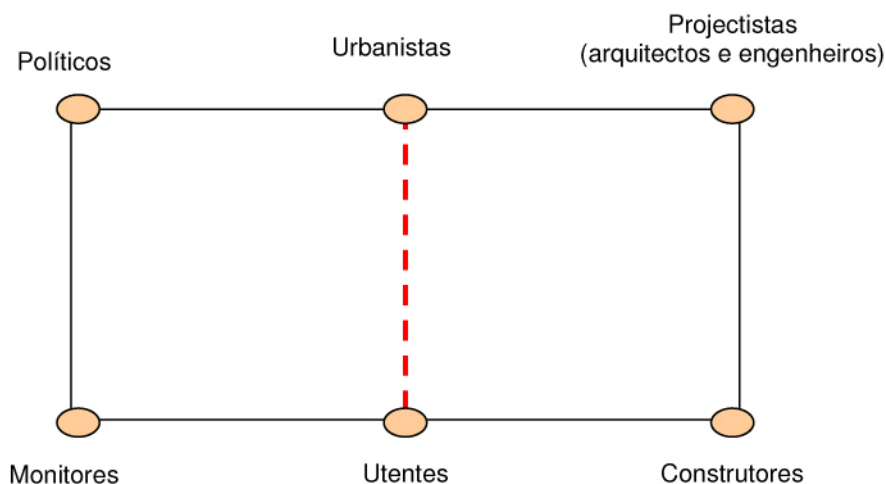 Políticos
Urbanistas
Projectistas
(arquitectos e engenheiros)
Monitores
Utentes
Construtores